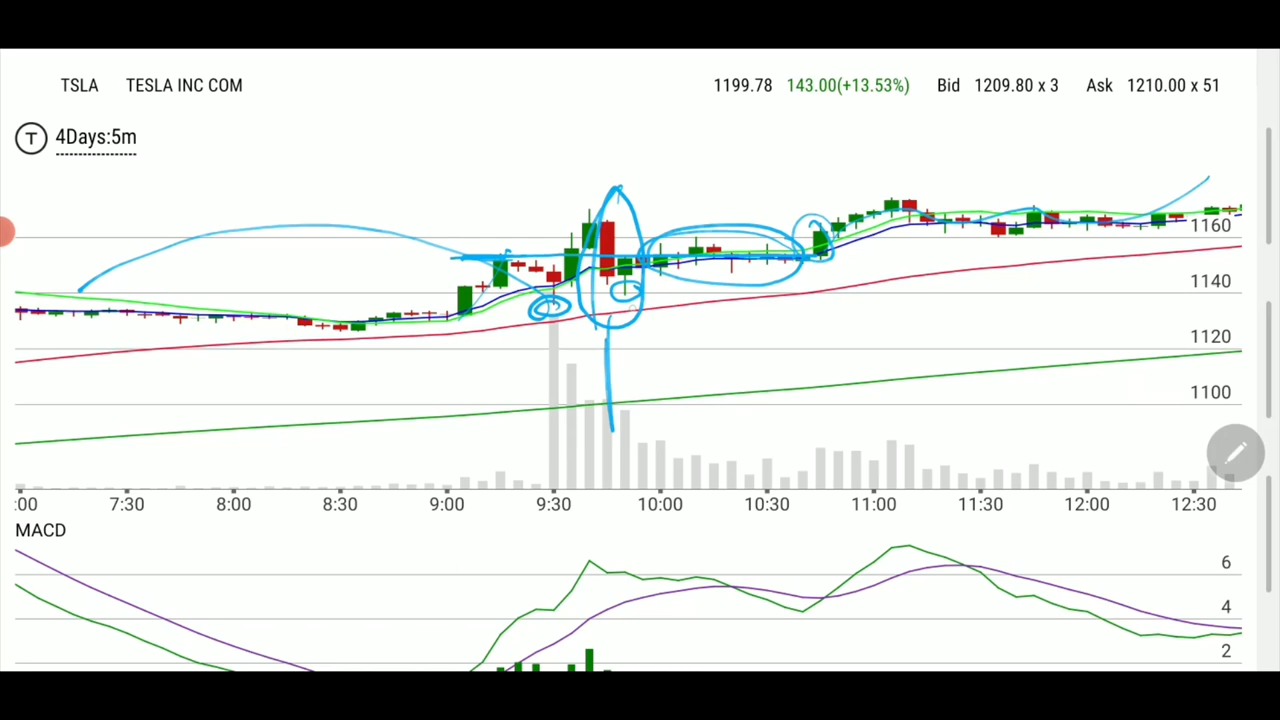 TSLA TESLA INC COM 1199.78 143.00(+13.53%) Bid 1209.80 x 3 Ask 1210.00 x 51
T 4Days:5m
1160
1140
1120
1100
:00 7:30 8:00 8:30 9:00 9:30 10:00 10:30 11:00 11:30 12:00 12:30
MACD
6
4
2